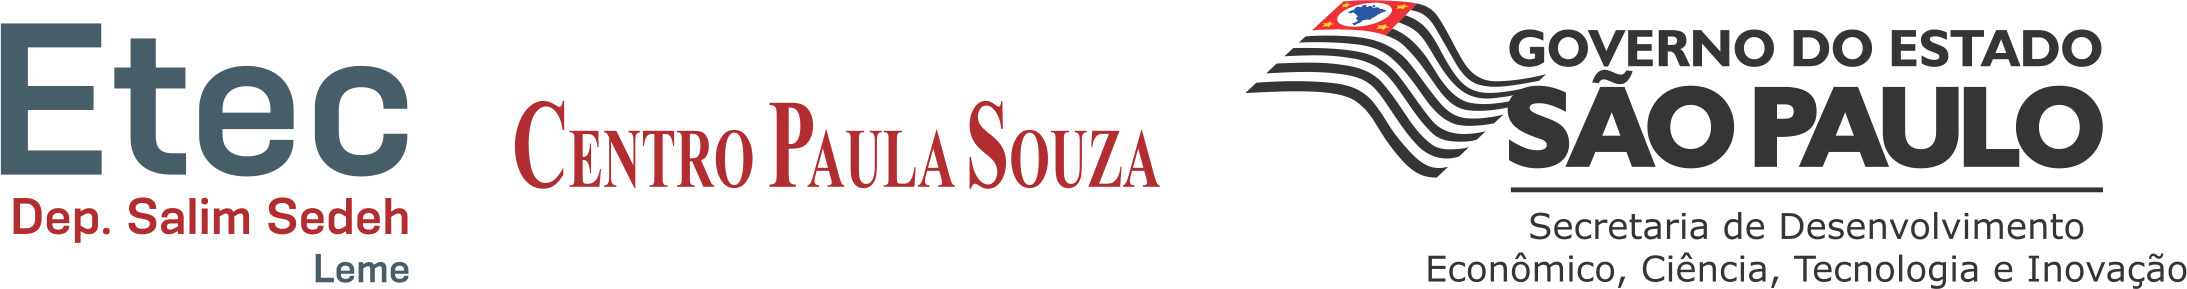 Etec
Dep. Salim Sedeh
Leme
CENTRO PAULA SOUZA
GOVERNO DO ESTADO
SÃO PAULO
Secretaria de Desenvolvimento
Econômico, Ciência, Tecnologia e Inovação